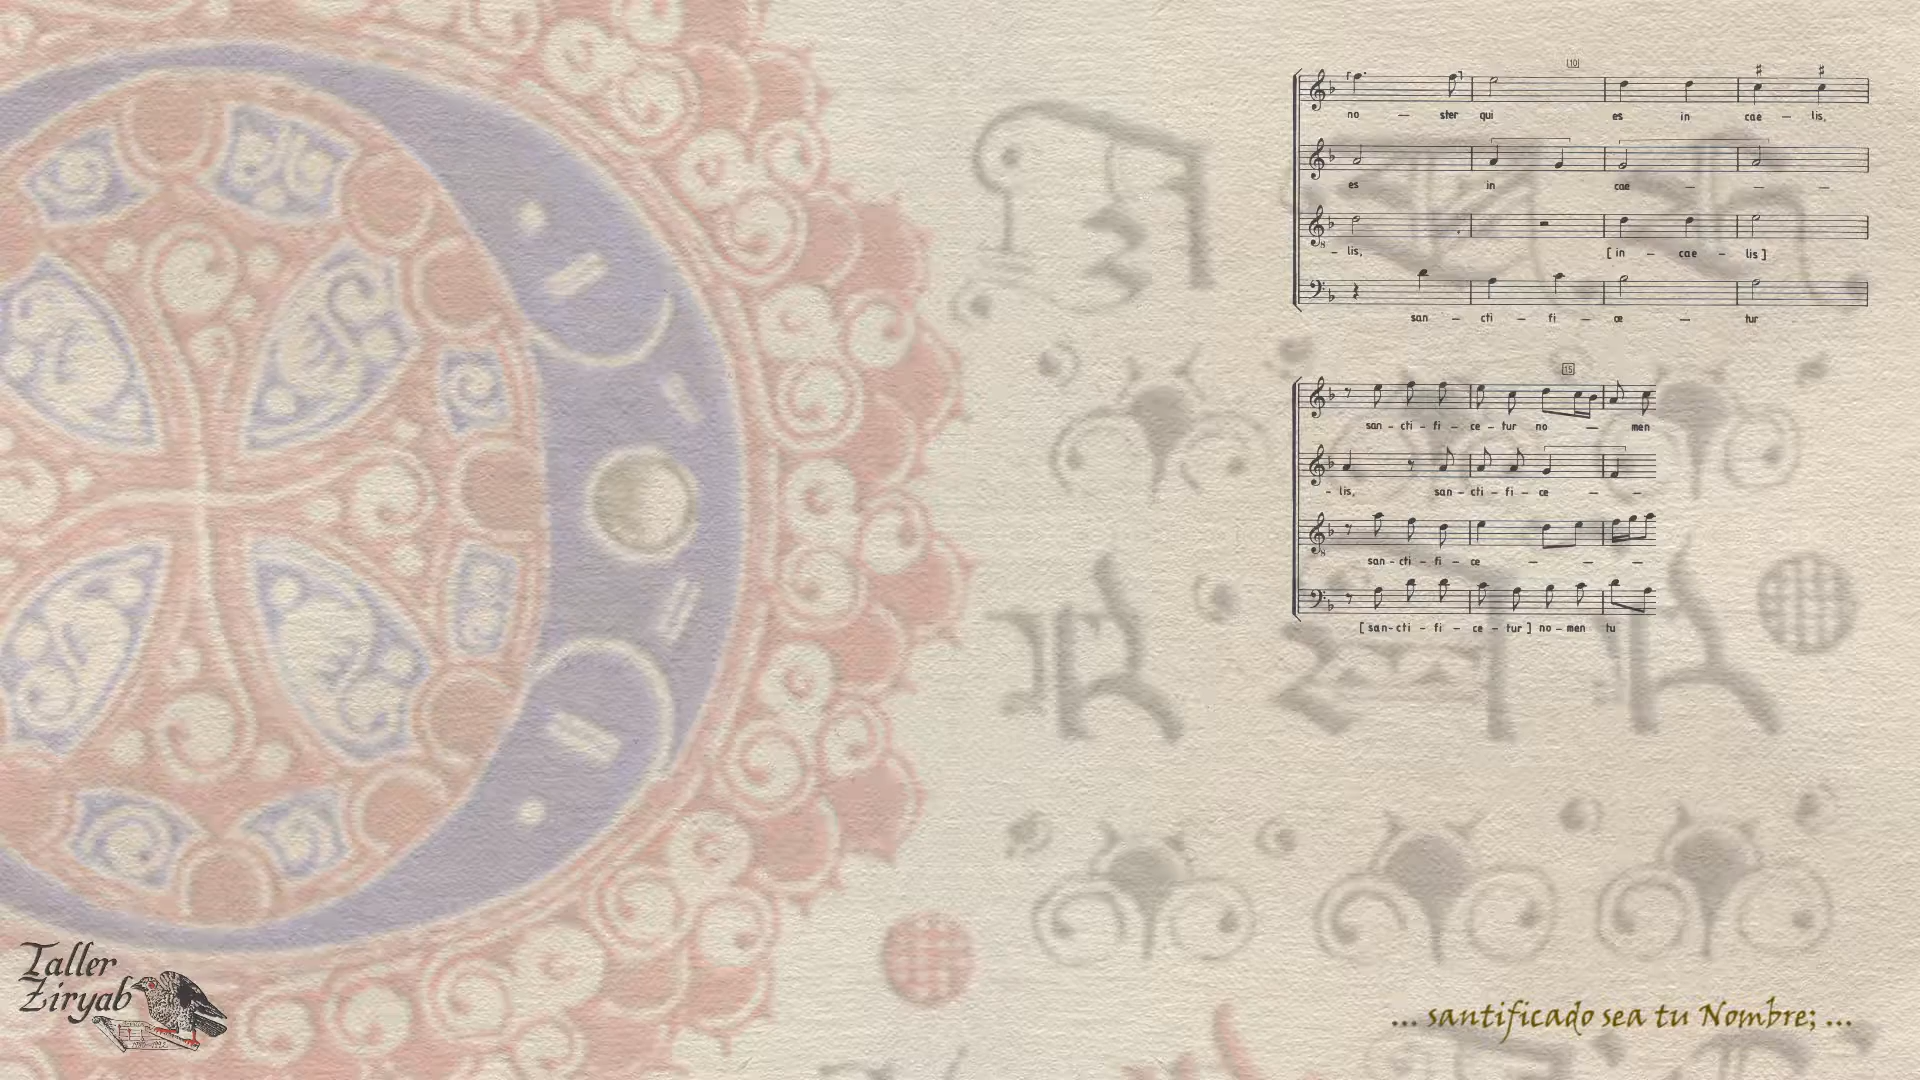 [10]
no — ster qui es in cae — lis,
es in cae — — —
– lis, [in – cae – lis]
san – cti – fi – ce — tur
[15]
san – cti – fi – ce – tur no — men
– lis, san – cti – fi – ce — —
san – cti – fi – ce — — —
[san – cti – fi – ce – tur] no – men tu
Taller
Ziryab
... santificado sea tu Nombre; ...